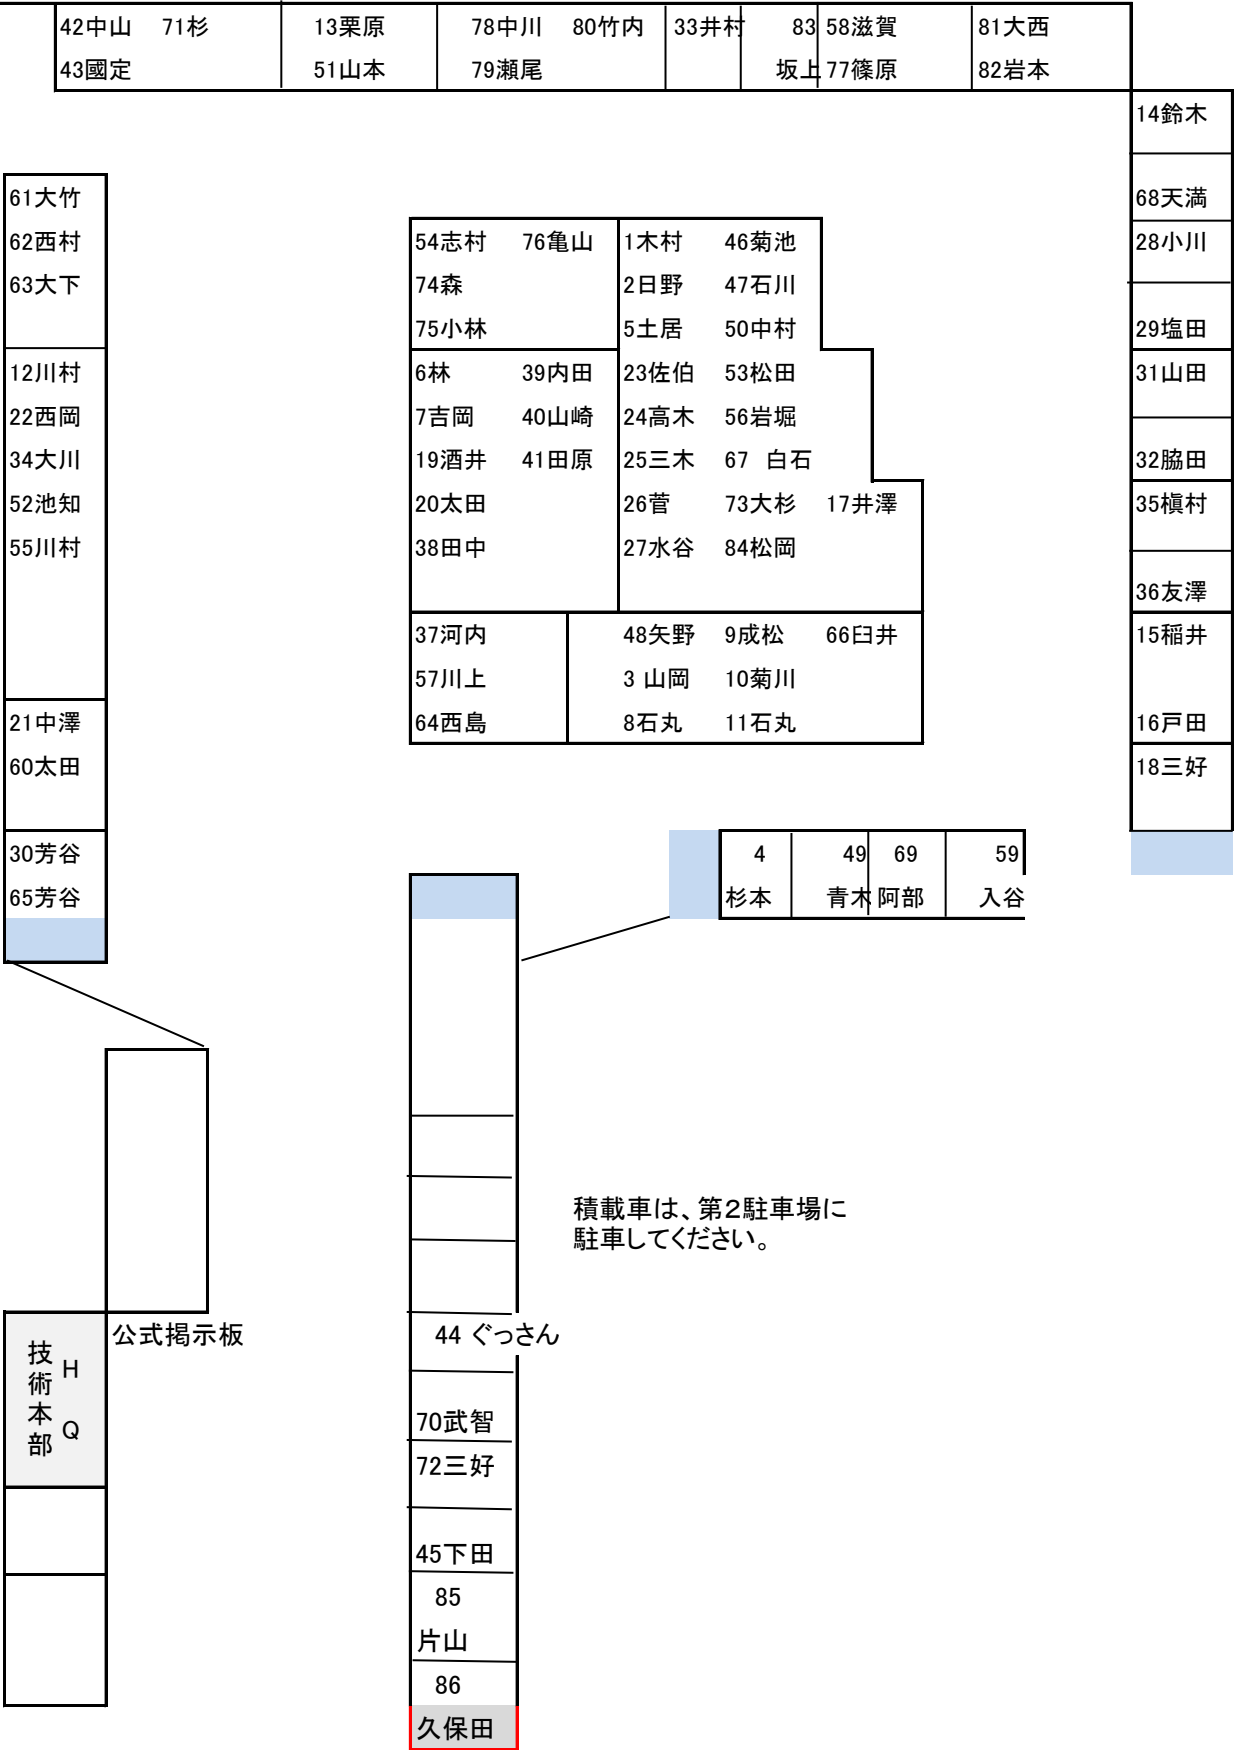 42中山 71杉 13栗原 78中川 80竹内 33井村 83 58滋賀 81大西
43國定 51山本 79瀬尾 坂上 77篠原 82岩本
14鈴木
61大竹
62西村
63大下
12川村
22西岡
34大川
52池知
55川村
21中澤
60太田
30芳谷
65芳谷
54志村 76亀山
74森
75小林
6林 39内田
7吉岡 40山崎
19酒井 41田原
20太田
38田中
1木村 46菊池
2日野 47石川
5土居 50中村
23佐伯 53松田
24高木 56岩堀
25三木 67 白石
26菅 73大杉 17井澤
27水谷 84松岡
37河内
57川上
64西島
48矢野 9成松 66臼井
3 山岡 10菊川
8石丸 11石丸
68天満
28小川
29塩田
31山田
32脇田
35槇村
36友澤
15稲井
16戸田
18三好
4 49 69 59
杉本 青木 阿部 入谷
積載車は、第2駐車場に
駐車してください。
公式掲示板
技術本部
HQ
44 ぐっさん
70武智
72三好
45下田
85
片山
86
久保田